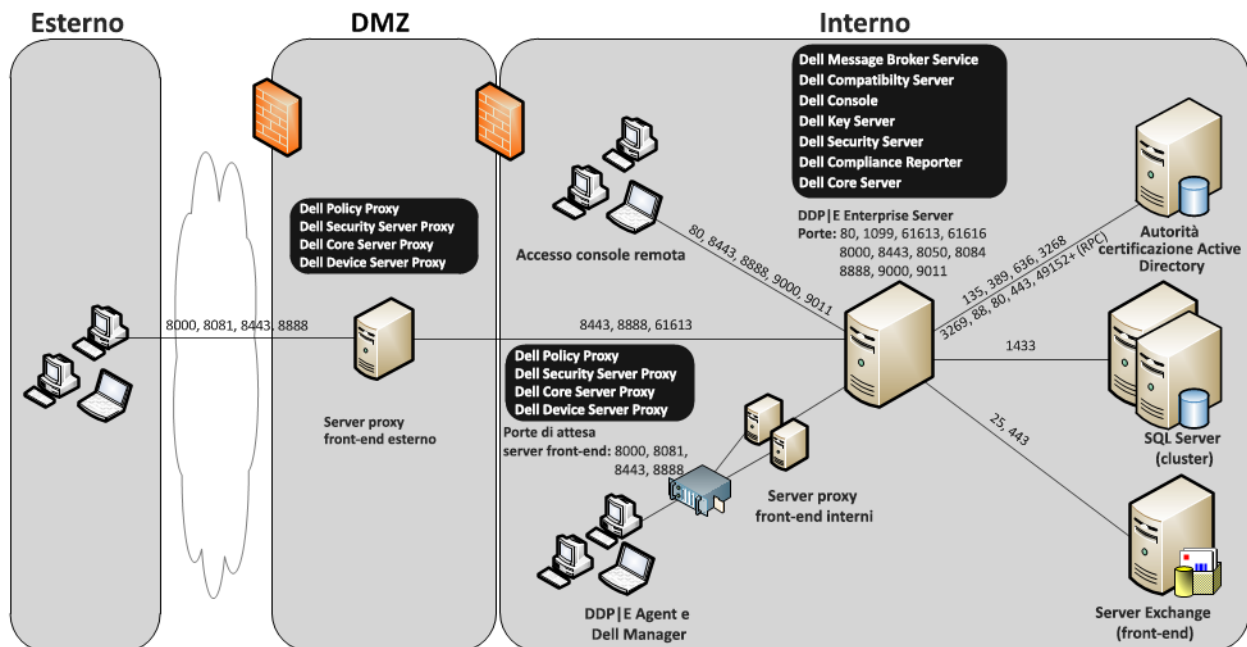 Esterno
DMZ
Interno
Dell Message Broker Service
Dell Compatibilty Server
Dell Console
Dell Key Server
Dell Security Server
Dell Compliance Reporter
Dell Core Server
Dell Policy Proxy
Dell Security Server Proxy
Dell Core Server Proxy
Dell Device Server Proxy
Accesso console remota
DDP|E Enterprise Server
Porte: 80, 1099, 61613, 61616
8000, 8443, 8050, 8084
8888, 9000, 9011
Autorità
certificazione Active
Directory
80, 8443, 8888, 9000, 9011
135, 389, 636, 3268
3269, 88, 80, 443, 49152+ (RPC)
8000, 8081, 8443, 8888
8443, 8888, 61613
1433
Dell Policy Proxy
Dell Security Server Proxy
Dell Core Server Proxy
Dell Device Server Proxy
Server proxy
front-end esterno
Porte di attesa
server front-end: 8000, 8081,
8443, 8888
25, 443
SQL Server
(cluster)
Server proxy
front-end interni
DDP|E Agent e
Dell Manager
Server Exchange
(front-end)